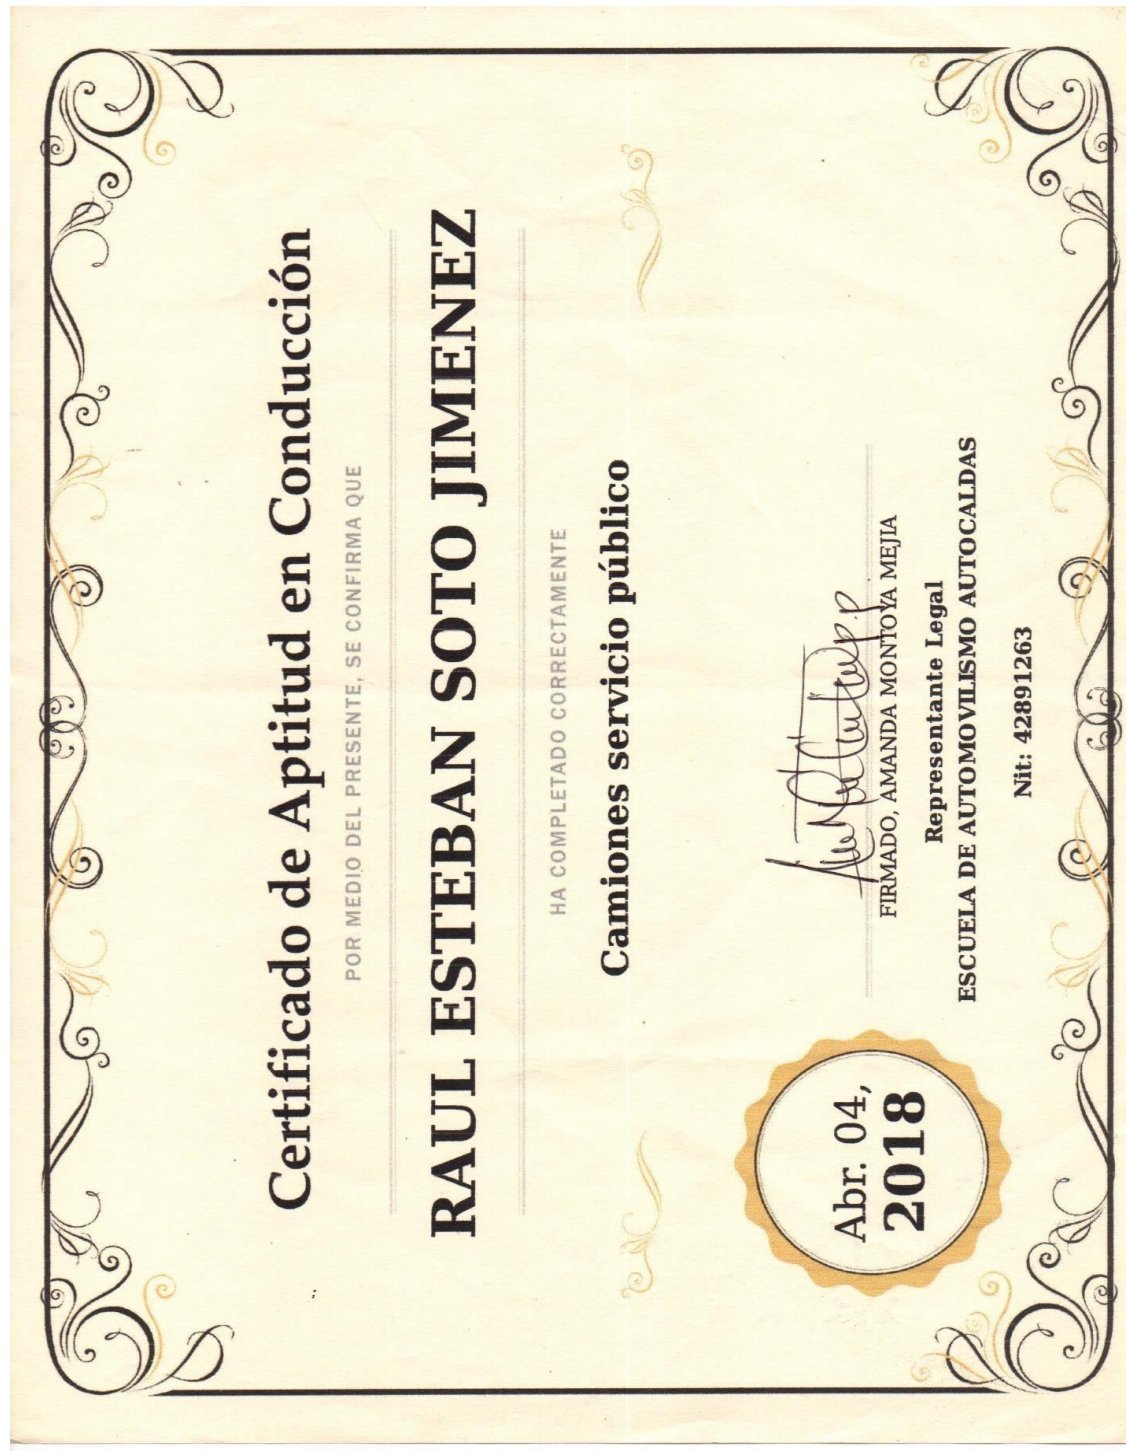 Certificado de Aptitud en Conducción
POR MEDIO DEL PRESENTE, SE CONFIRMA QUE
RAUL ESTEBAN SOTO JIMENEZ
HA COMPLETADO CORRECTAMENTE
Camiones servicio público
Abr. 04,
2018
FIRMADO, AMANDA MONTOYA MEJIA
Representante Legal
ESCUELA DE AUTOMOVILISMO AUTOCALDAS
Nit: 42891263